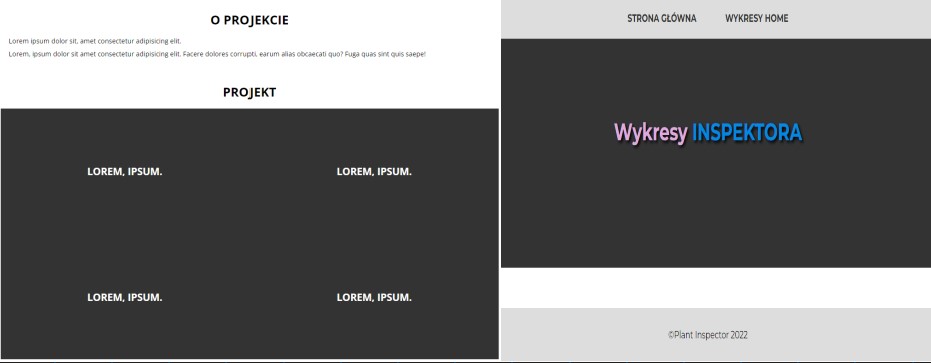 O PROJEKCIE
Lorem ipsum dolor sit, amet consectetur adipisicing elit.
Lorem, ipsum dolor sit amet consectetur adipisicing elit. Facere dolores corrupti, earum alias obcaecati quo? Fuga quas sint quis saepe!
PROJEKT
LOREM, IPSUM.
LOREM, IPSUM.
LOREM, IPSUM.
LOREM, IPSUM.
STRONA GŁÓWNA
WYKRESY HOME
Wykresy INSPEKTORA
©Plant Inspector 2022